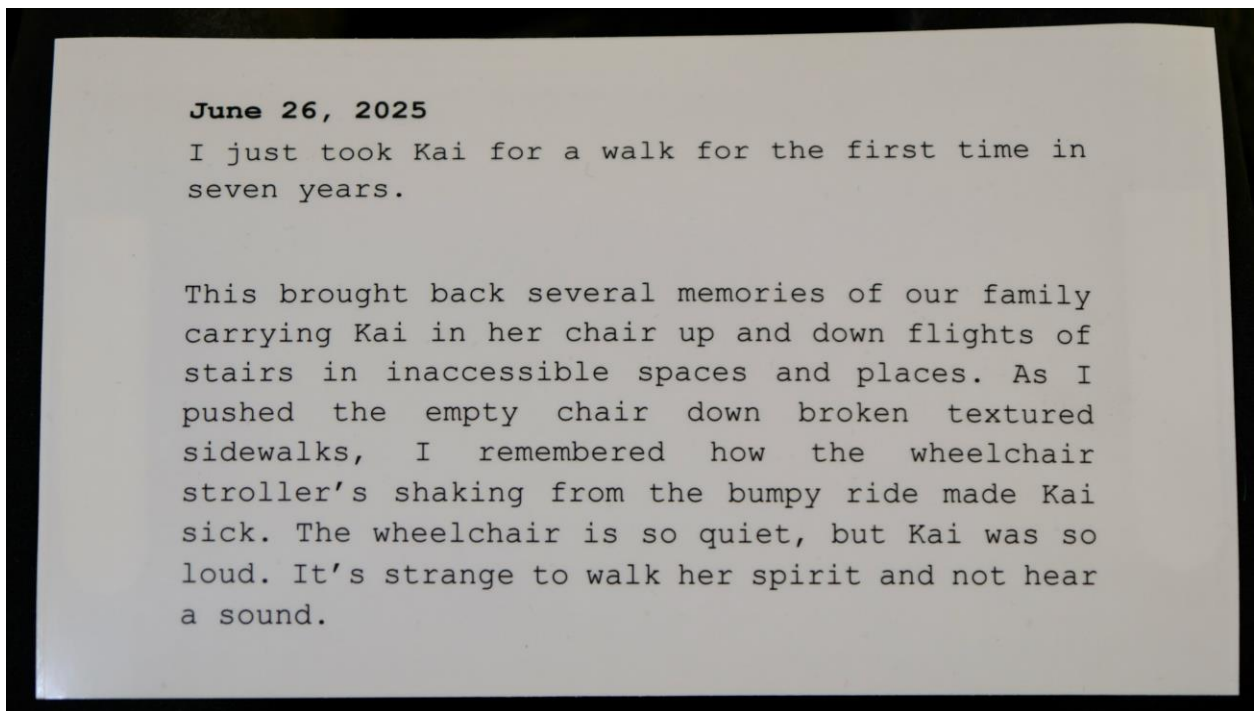 June 26, 2025
I just took Kai for a walk for the first time in
seven years.
This brought back several memories of our family
carrying Kai in her chair up and down flights of
stairs in inaccessible spaces and places. As I
pushed the empty chair down broken textured
sidewalks, I remembered how the wheelchair
stroller’s shaking from the bumpy ride made Kai
sick. The wheelchair is so quiet, but Kai was so
loud. It’s strange to walk her spirit and not hear
a sound.